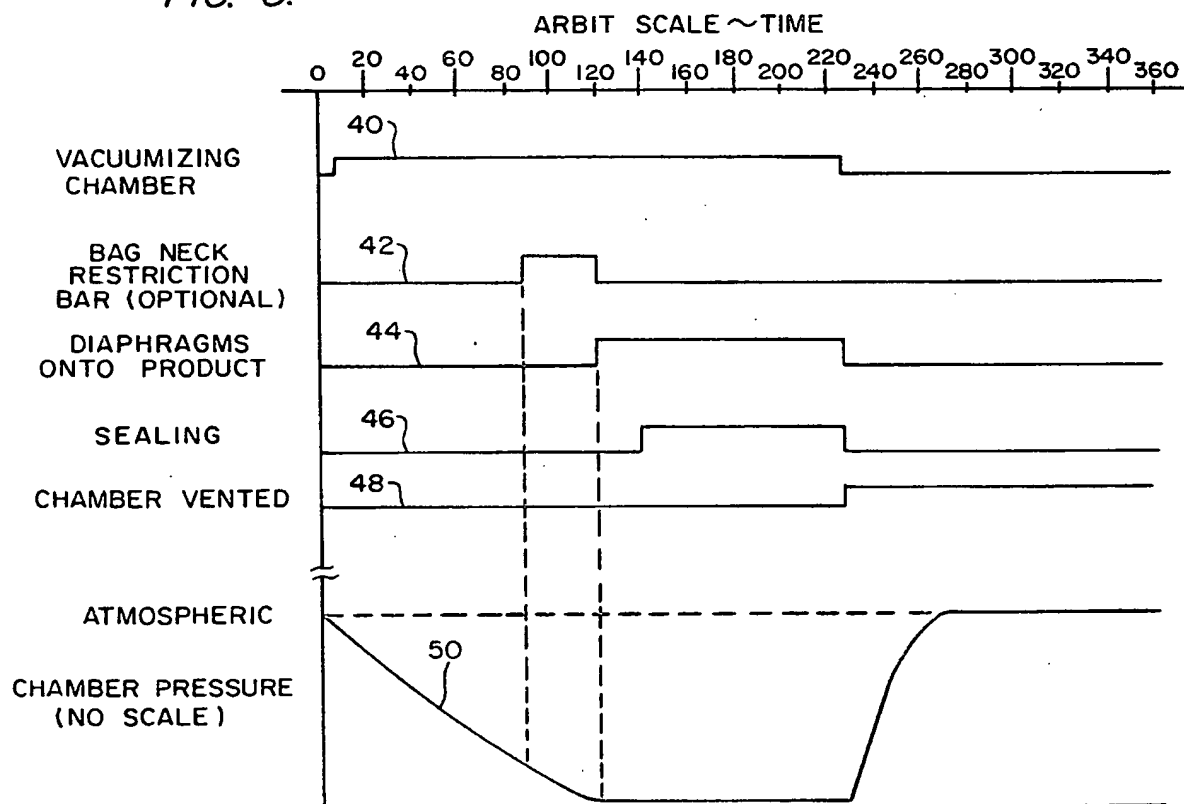 FIG. 6.
ARBIT SCALE ~ TIME
0 20 40 60 80 100 120 140 160 180 200 220 240 260 280 300 320 340 360
40
VACUUMIZING
CHAMBER
42
BAG NECK
RESTRICTION
BAR (OPTIONAL)
44
DIAPHRAGMS
ONTO PRODUCT
46
SEALING
48
CHAMBER VENTED
ATMOSPHERIC
50
CHAMBER PRESSURE
(NO SCALE)